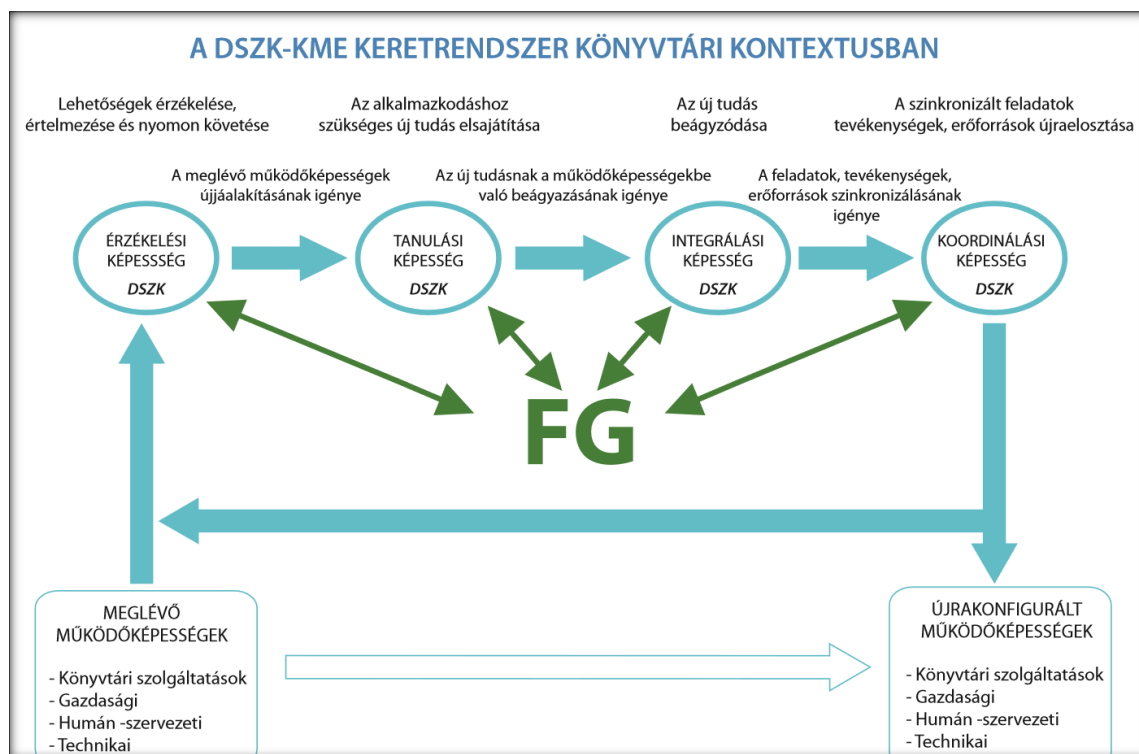 A DSZK-KME KERETRENDSZER KÖNYVTÁRI KONTEXTUSBAN
Lehetőségek érzékelése,
értelmezése és nyomon követése
Az alkalmazkodáshoz
szükséges új tudás elsajátítása
Az új tudás
beágyzódása
A szinkronizált feladatok
tevékenységek, erőforrások újraelosztása
A meglévő működőképességek
újjáalakításának igénye
Az új tudásnak a működőképességekbe
való beágyazásának igénye
A feladatok, tevékenységek,
erőforrások szinkronizálásának
igénye
ÉRZÉKELÉSI
KÉPESSSÉG
DSZK
TANULÁSI
KÉPESSÉG
DSZK
INTEGRÁLÁSI
KÉPESSÉG
DSZK
KOORDINÁLÁSI
KÉPESSÉG
DSZK
FG
MEGLÉVŐ
MŰKÖDŐKÉPESSÉGEK
- Könyvtári szolgáltatások
- Gazdasági
- Humán -szervezeti
- Technikai
ÚJRAKONFIGURÁLT
MŰKÖDŐKÉPESSÉGEK
- Könyvtári szolgáltatások
- Gazdasági
- Humán -szervezeti
- Technikai